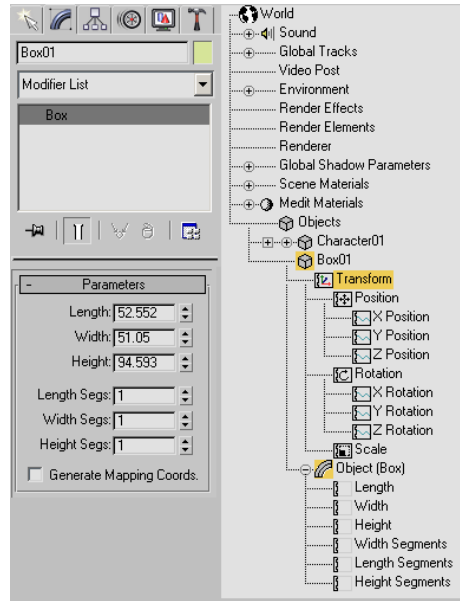 Box01
Modifier List
Box
Parameters
Length: 52.552
Width: 51.05
Height: 94.593
Length Segs: 1
Width Segs: 1
Height Segs: 1
Generate Mapping Coords.
World
Sound
Global Tracks
Video Post
Environment
Render Effects
Render Elements
Renderer
Global Shadow Parameters
Scene Materials
Medit Materials
Objects
Character01
Box01
Transform
Position
X Position
Y Position
Z Position
Rotation
X Rotation
Y Rotation
Z Rotation
Scale
Object (Box)
Length
Width
Height
Width Segments
Length Segments
Height Segments